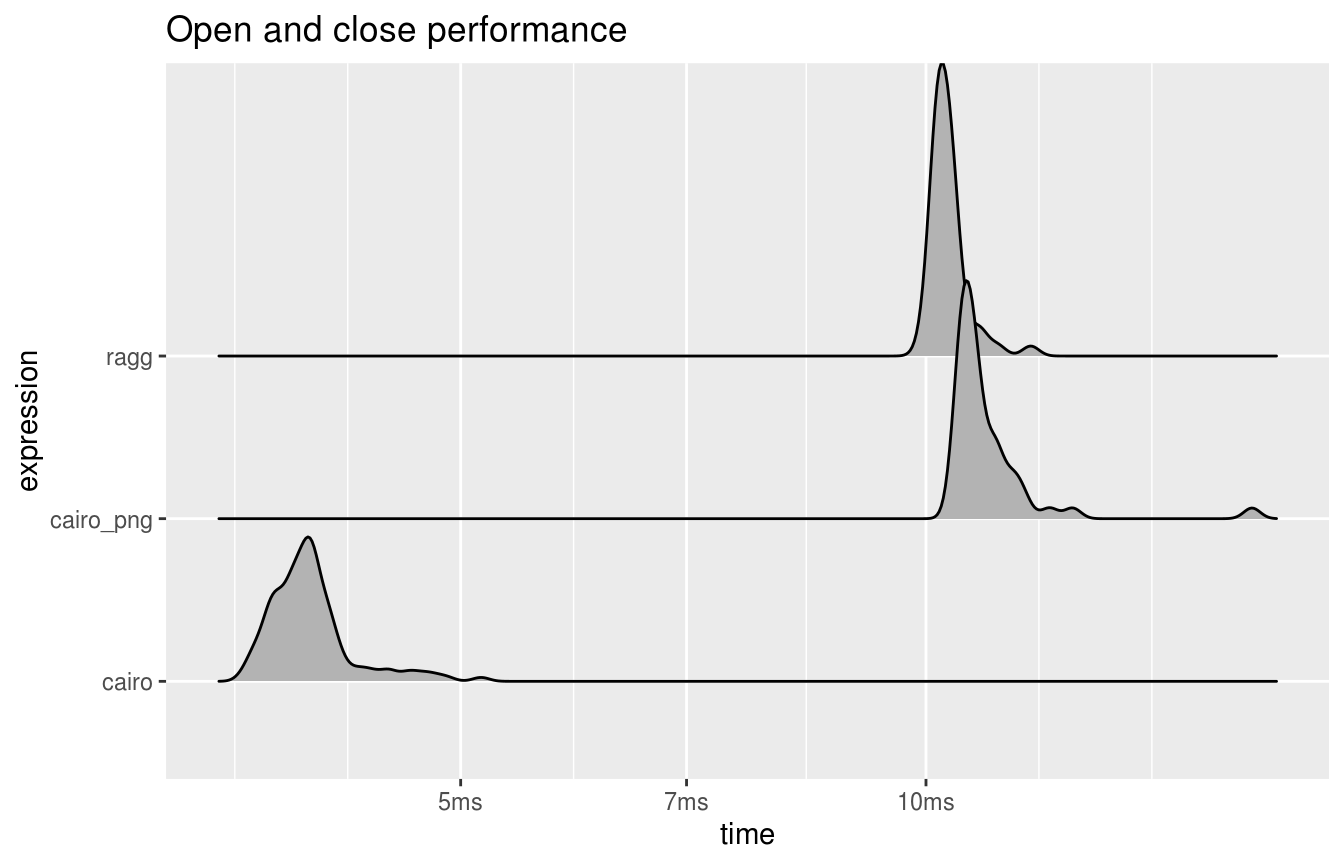 Open and close performance
expression
ragg
cairo_png
cairo
5ms 7ms 10ms
time